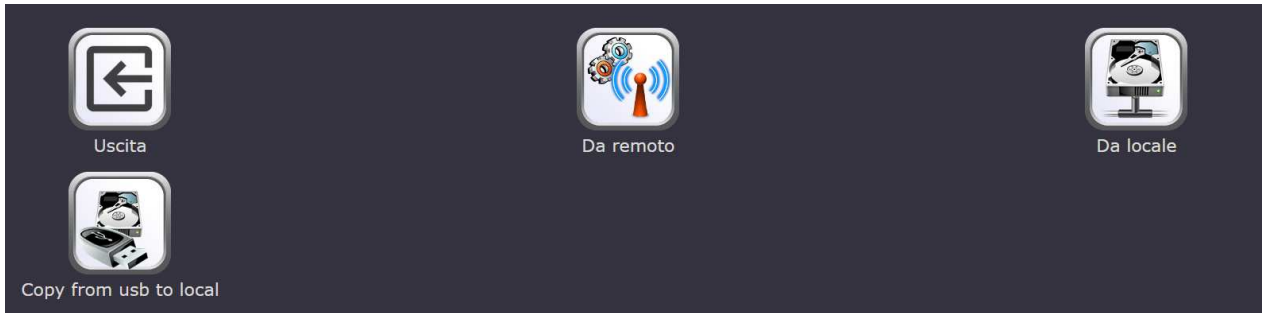 Uscita
Da remoto
Da locale
Copy from usb to local